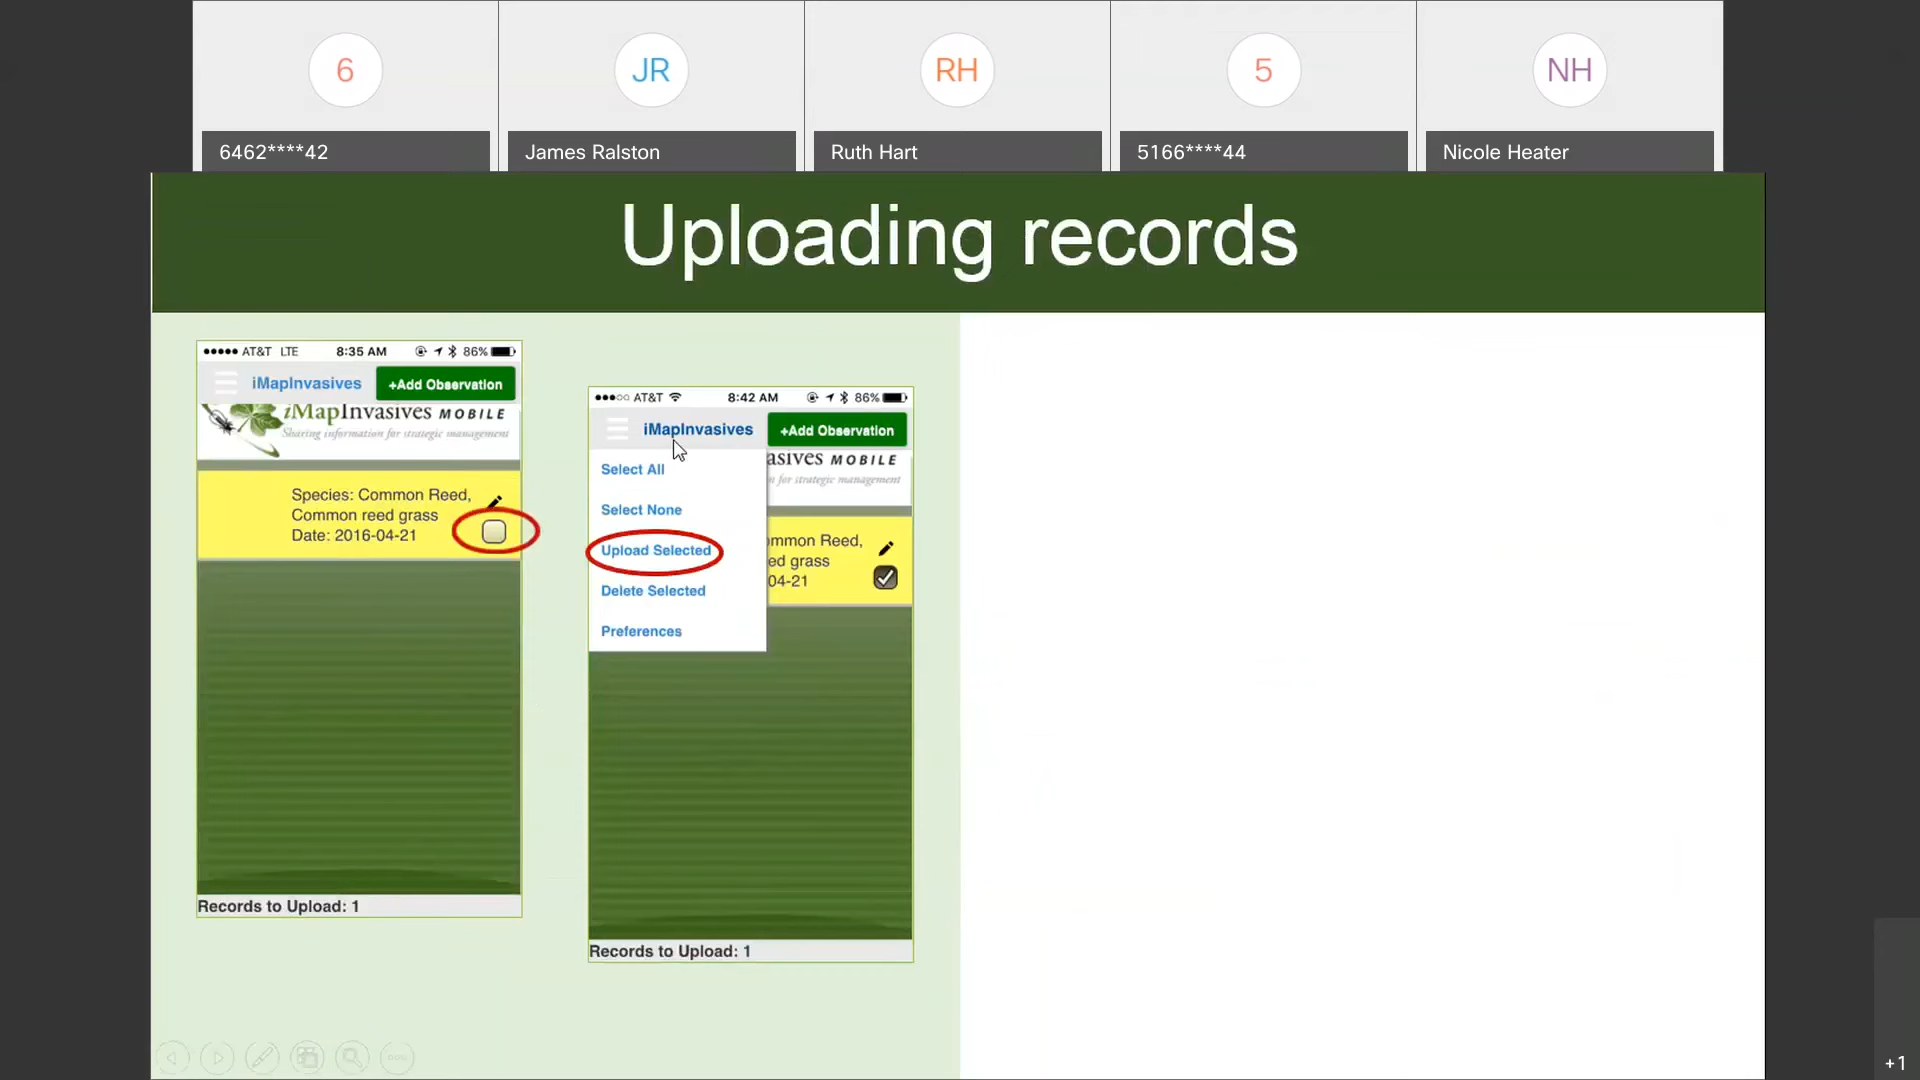 6
JR
RH
5
NH
6462****42
James Ralston
Ruth Hart
5166****44
Nicole Heater
Uploading records
AT&T LTE
8:35 AM
86%
iMapInvasives
+Add Observation
iMapInvasives MOBILE
Sharing information for strategic management
Species: Common Reed,
Common reed grass
Date: 2016-04-21
Records to Upload: 1
AT&T
8:42 AM
86%
iMapInvasives
+Add Observation
asives MOBILE
n for strategic management
Select All
Select None
Upload Selected
Delete Selected
Preferences
mmon Reed,
ed grass
04-21
Records to Upload: 1
+1